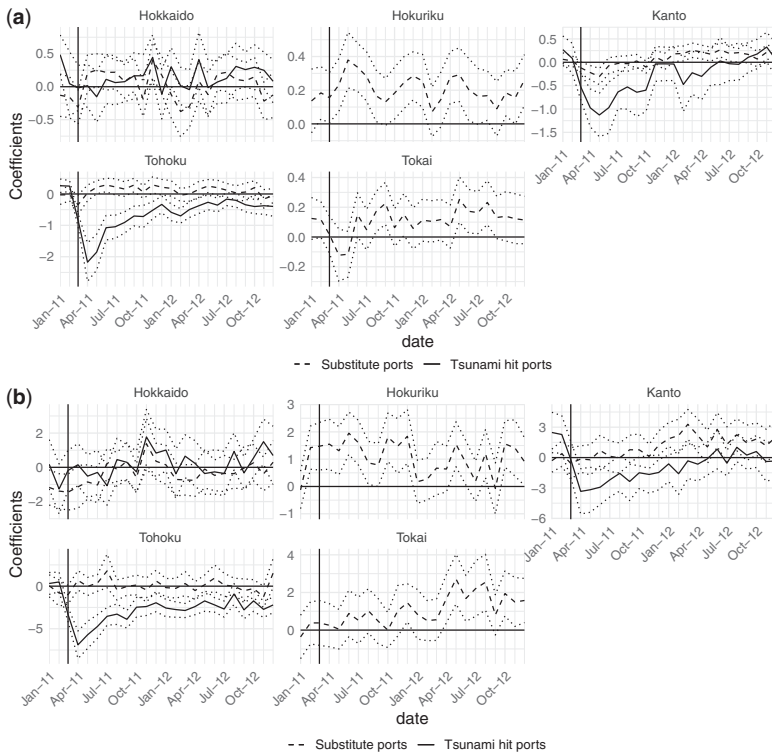 (a)
Hokkaido
Hokuriku
Kanto
0.5
0.0
−0.5
0.4
0.2
0.0
0.5
0.0
−0.5
−1.0
−1.5
Coefficients
Tohoku
Tokai
0
−1
−2
0.4
0.2
0.0
−0.2
Jan−11
Apr−11
Jul−11
Oct−11
Jan−12
Apr−12
Jul−12
Oct−12
Jan−11
Apr−11
Jul−11
Oct−11
Jan−12
Apr−12
Jul−12
Oct−12
Jan−11
Apr−11
Jul−11
Oct−11
Jan−12
Apr−12
Jul−12
Oct−12
date
Substitute ports Tsunami hit ports
(b)
Hokkaido
Hokuriku
Kanto
2
0
−2
3
2
1
0
−1
3
0
−3
−6
Coefficients
Tohoku
Tokai
0
−5
4
2
0
Jan−11
Apr−11
Jul−11
Oct−11
Jan−12
Apr−12
Jul−12
Oct−12
Jan−11
Apr−11
Jul−11
Oct−11
Jan−12
Apr−12
Jul−12
Oct−12
Jan−11
Apr−11
Jul−11
Oct−11
Jan−12
Apr−12
Jul−12
Oct−12
date
Substitute ports Tsunami hit ports